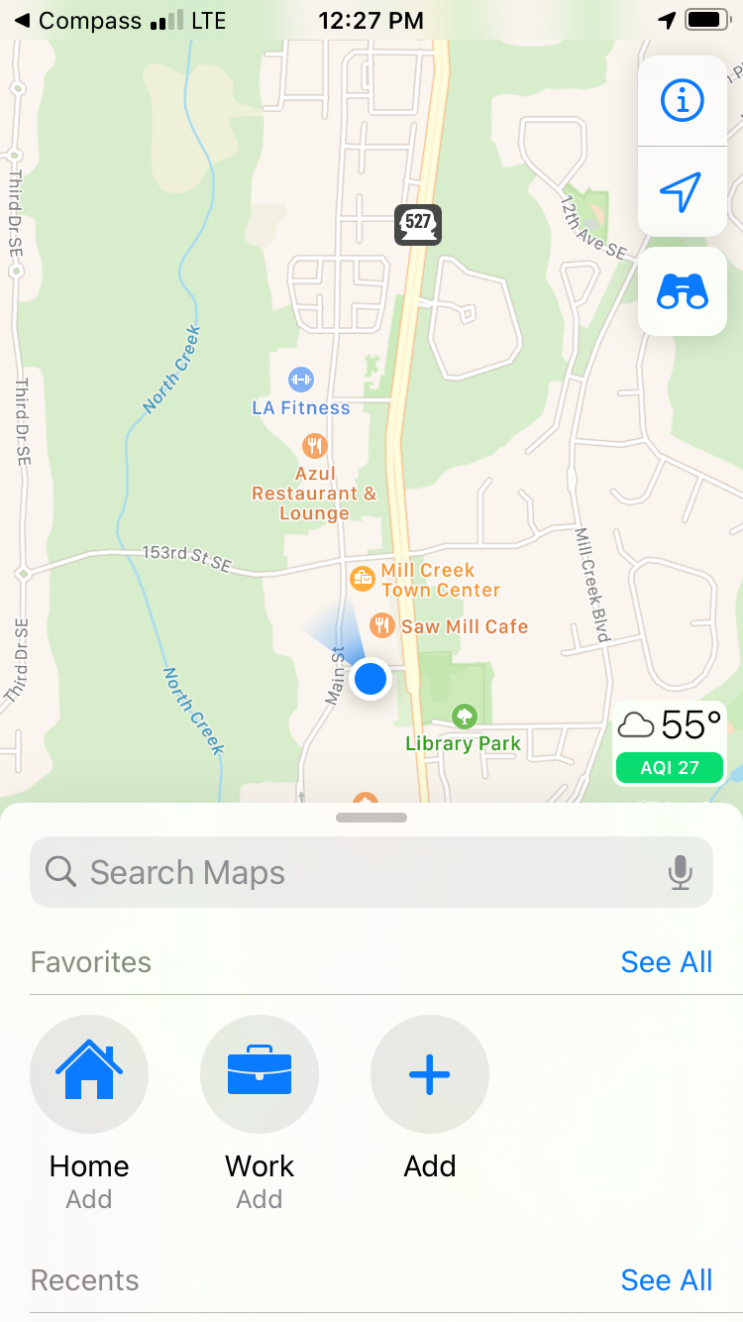 ◀ Compass LTE 12:27 PM
Third Dr SE
527
12th Ave SE
North Creek
Third Dr SE
LA Fitness
Azul
Restaurant &
Lounge
153rd St SE
Mill Creek
Town Center
Mill Creek Blvd
Saw Mill Cafe
Third Dr SE
Main St
North Creek
Library Park
55°
AQI 27
Search Maps
Favorites See All
Home Work Add
Add Add
Recents See All